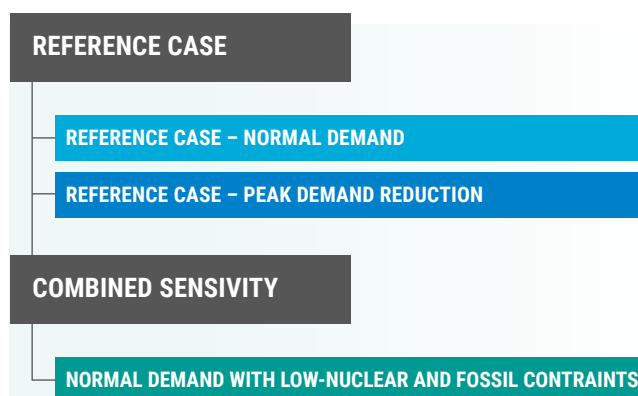 REFERENCE CASE
REFERENCE CASE – NORMAL DEMAND
REFERENCE CASE – PEAK DEMAND REDUCTION
COMBINED SENSIVITY
NORMAL DEMAND WITH LOW-NUCLEAR AND FOSSIL CONTRAINTS